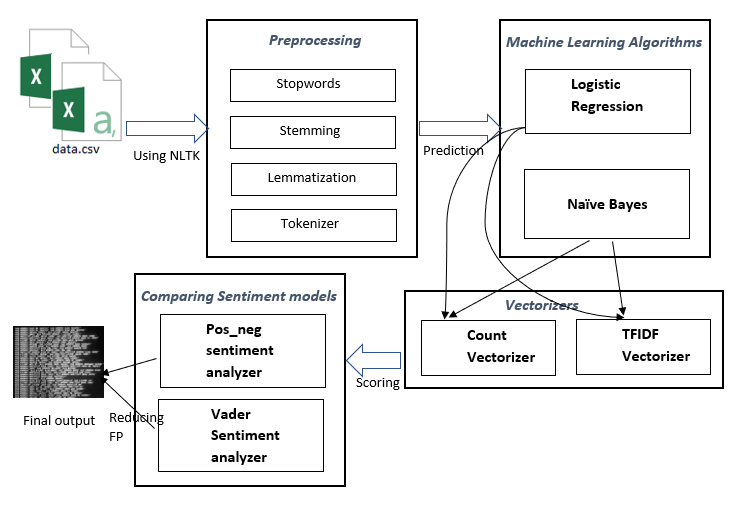 Preprocessing
Machine Learning Algorithms
X
X
a,
data.csv
Using NLTK
Stopwords
Stemming
Lemmatization
Tokenizer
Prediction
Logistic
Regression
Naïve Bayes
Comparing Sentiment models
Pos_neg
sentiment
analyzer
Vader
Sentiment
analyzer
Vectorizers
Count
Vectorizer
TFIDF
Vectorizer
Scoring
Final output
Reducing
FP